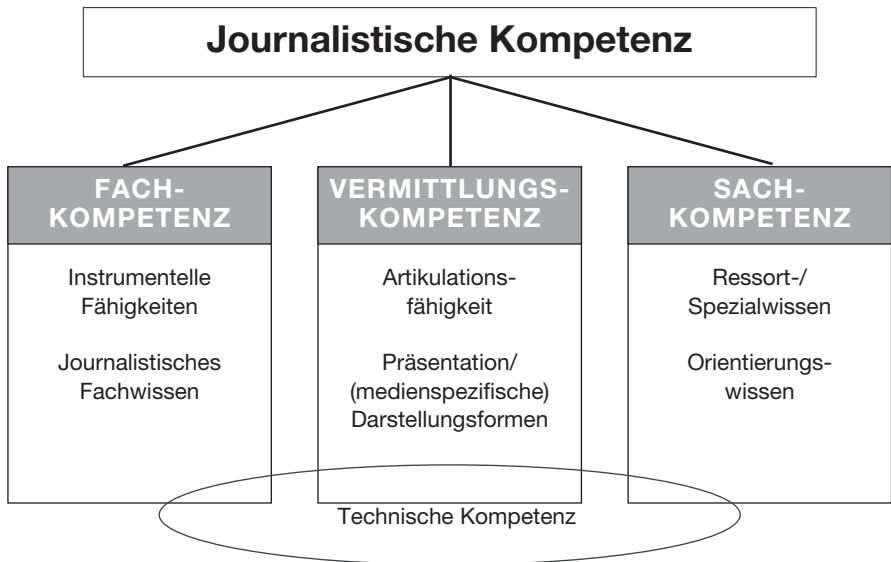 Journalistische Kompetenz
FACH-
KOMPETENZ
Instrumentelle
Fähigkeiten
Journalistisches
Fachwissen
VERMITTLUNGS-
KOMPETENZ
Artikulations-
fähigkeit
Präsentation/
(medienspezifische)
Darstellungsformen
SACH-
KOMPETENZ
Ressort-/
Spezialwissen
Orientierungs-
wissen
Technische Kompetenz